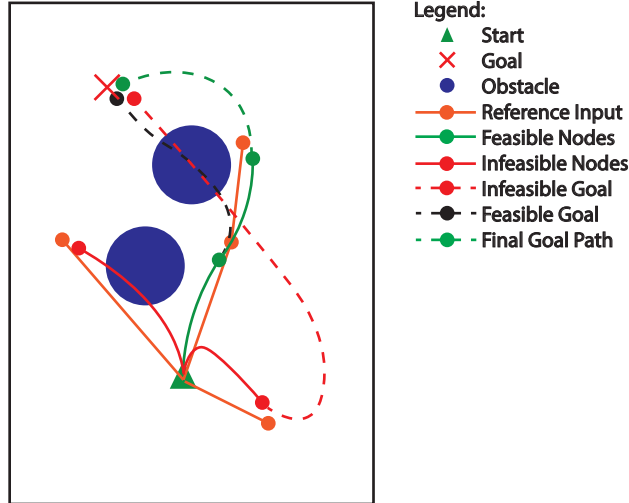 Legend:
Start
Goal
Obstacle
Reference Input
Feasible Nodes
Infeasible Nodes
Infeasible Goal
Feasible Goal
Final Goal Path